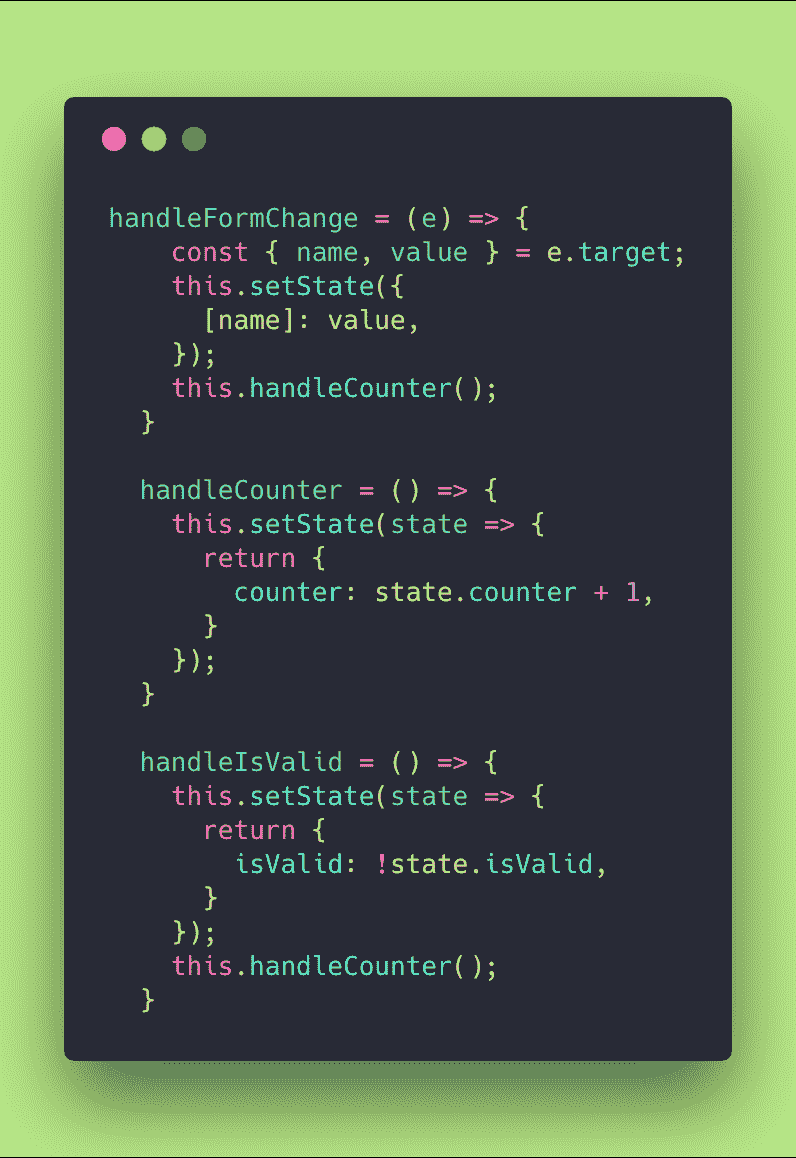 handleFormChange = (e) => {
    const { name, value } = e.target;
    this.setState({
      [name]: value,
    });
    this.handleCounter();
  }

  handleCounter = () => {
    this.setState(state => {
      return {
        counter: state.counter + 1,
      }
    });
  }

  handleIsValid = () => {
    this.setState(state => {
      return {
        isValid: !state.isValid,
      }
    });
    this.handleCounter();
  }